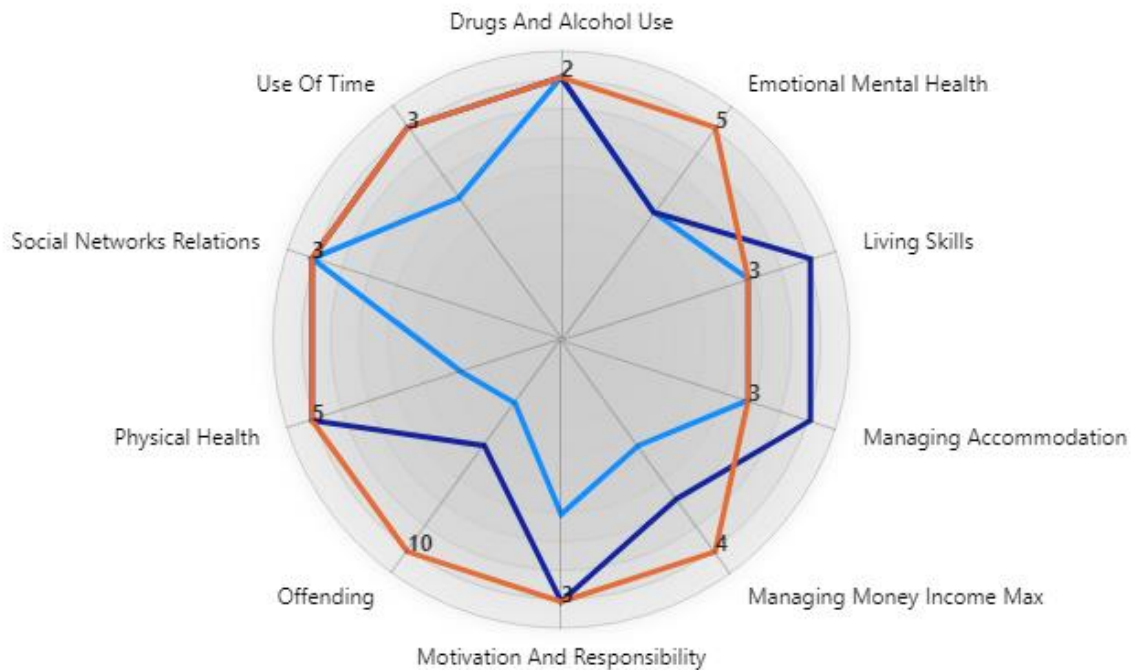 Drugs And Alcohol Use
2
Use Of Time
Emotional Mental Health
3
5
Social Networks Relations
Living Skills
3
3
3
Physical Health
Managing Accommodation
5
10
4
Offending
Managing Money Income Max
3
Motivation And Responsibility